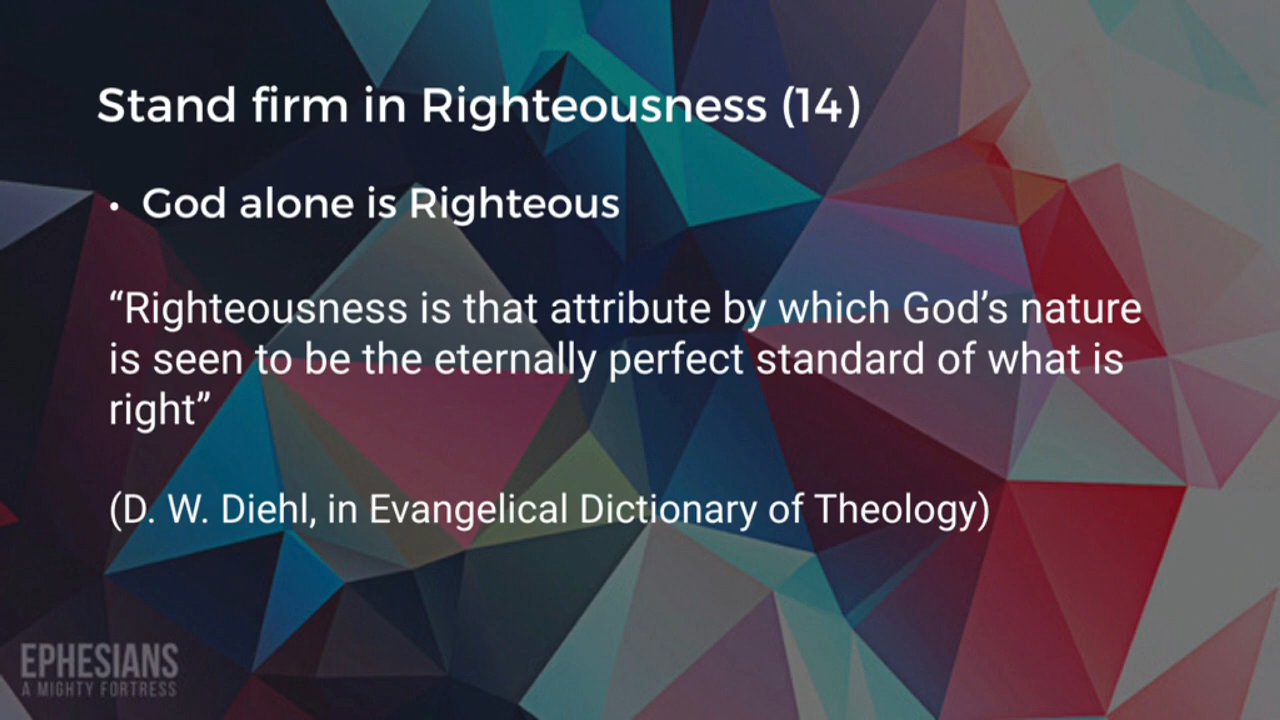 Stand firm in Righteousness (14)
• God alone is Righteous
“Righteousness is that attribute by which God’s nature
is seen to be the eternally perfect standard of what is
right”
(D. W. Diehl, in Evangelical Dictionary of Theology)
EPHESIANS
A MIGHTY FORTRESS